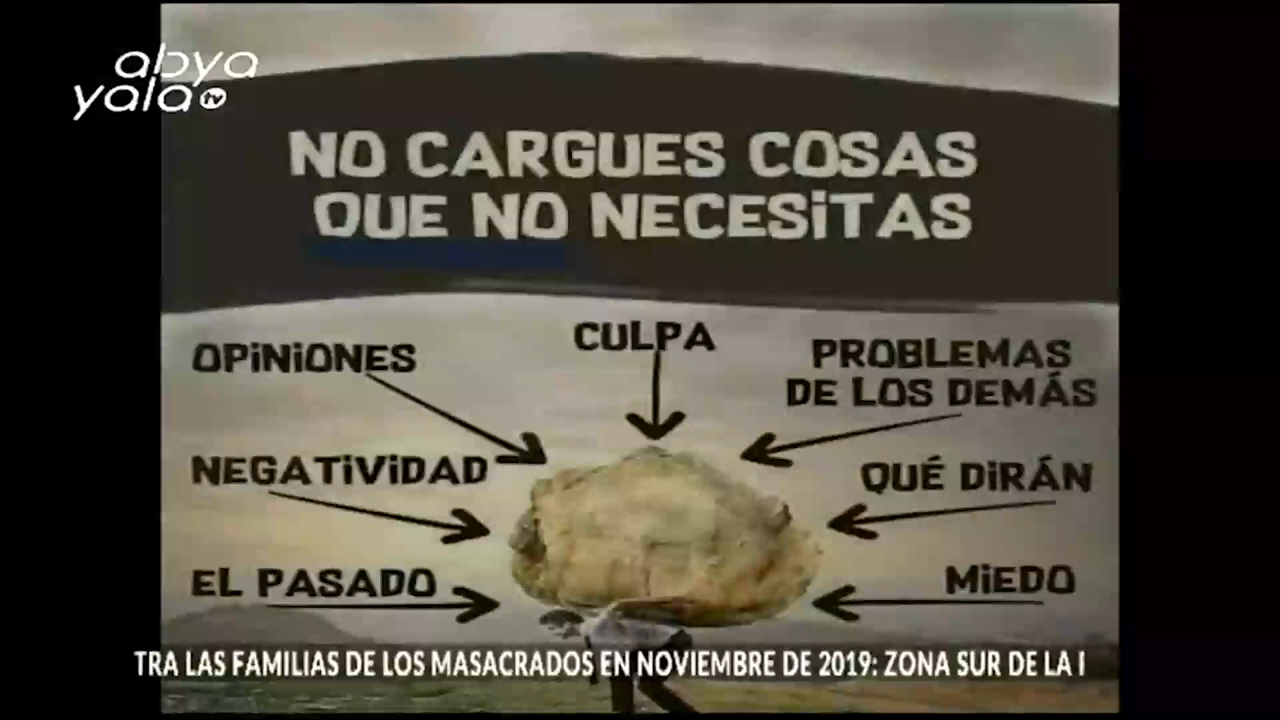 abya
yala tv
NO CARGUES COSAS
QUE NO NECESiTAS
CULPA
OPiNiONES
PROBLEMAS
DE LOS DEMÁS
NEGATiViDAD
QUÉ DiRÁN
EL PASADO
MiEDO
TRA LAS FAMILIAS DE LOS MASACRADOS EN NOVIEMBRE DE 2019: ZONA SUR DE LA